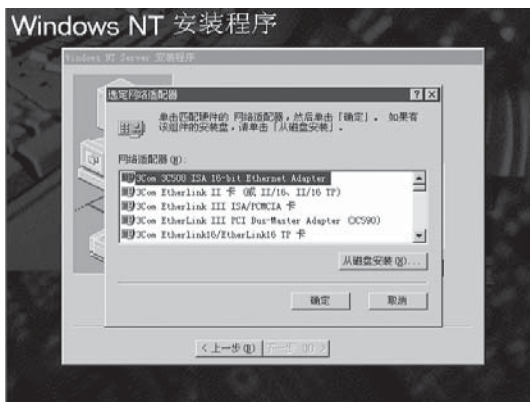 Windows NT 安装程序
Windows NT Server 安装程序
选定网络适配器
单击匹配硬件的 网络适配器,然后单击「确定」. 如果有
该组件的安装盘,请单击「从磁盘安装」.
网络适配器(N):
3Com 3C508 ISA 16-bit Ethernet Adapter
3Com Etherlink II 卡 (或 II/16、II/16 TP)
3Com EtherLink III ISA/PCMCIA 卡
3Com EtherLink III PCI Bus-Master Adapter (3C590)
3Com Etherlink16/EtherLink16 TP 卡
从磁盘安装(H)...
确定
取消
< 上一步(B)
下一步(N) >